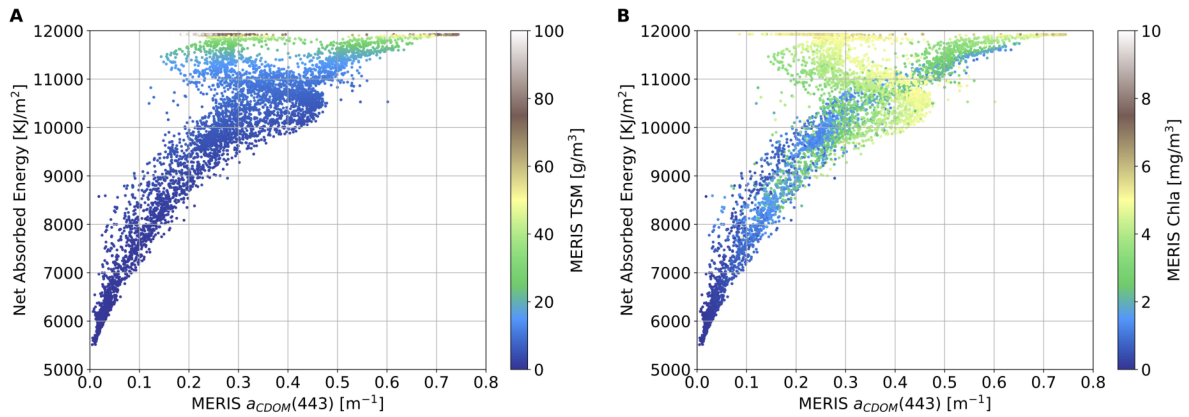 A
12000
11000
10000
9000
8000
7000
6000
5000
Net Absorbed Energy [KJ/m²]
0.0 0.1 0.2 0.3 0.4 0.5 0.6 0.7 0.8
MERIS a_CDOM(443) [m⁻¹]
100
80
60
40
20
0
MERIS TSM [g/m³]
B
12000
11000
10000
9000
8000
7000
6000
5000
Net Absorbed Energy [KJ/m²]
0.0 0.1 0.2 0.3 0.4 0.5 0.6 0.7 0.8
MERIS a_CDOM(443) [m⁻¹]
10
8
6
4
2
0
MERIS Chla [mg/m³]